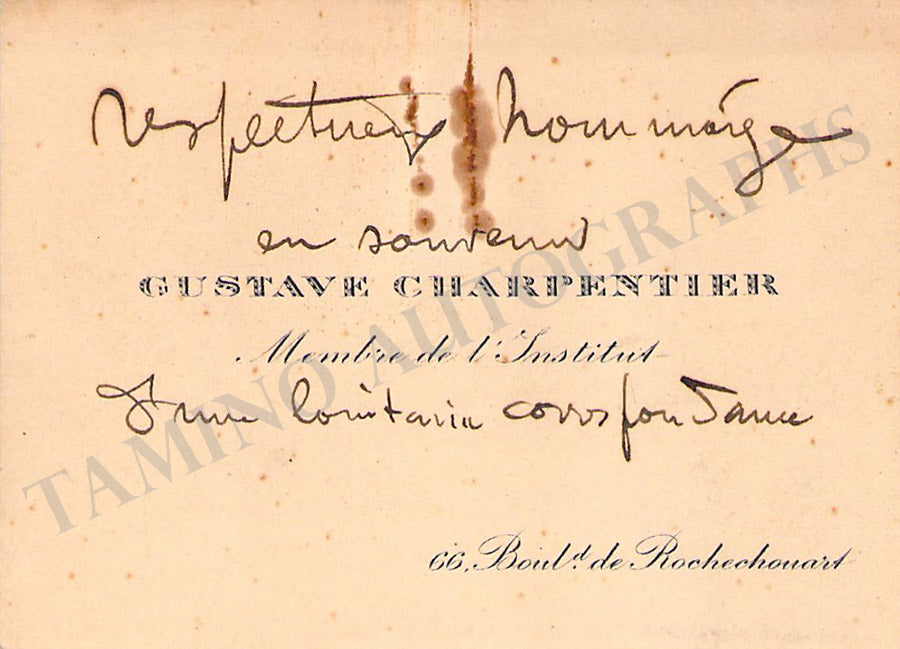 respectueux hommage
en souvenir
GUSTAVE CHARPENTIER
Membre de l'Institut
d'une lointaine correspondance
66, Boul.d de Rochechouart
TAMINO AUTOGRAPHS